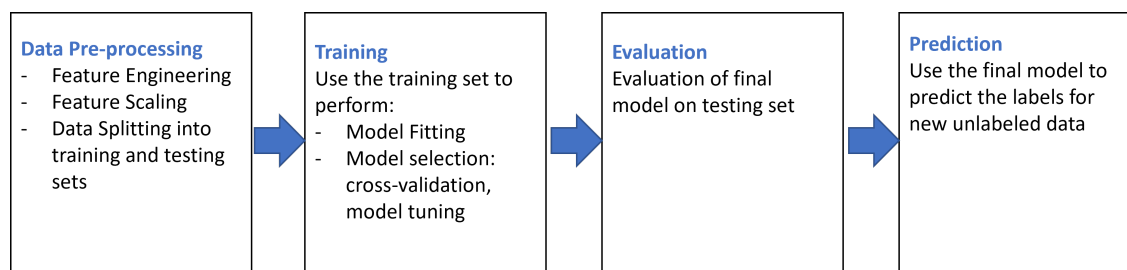 Data Pre-processing
- Feature Engineering
- Feature Scaling
- Data Splitting into
training and testing
sets
Training
Use the training set to
perform:
- Model Fitting
- Model selection:
cross-validation,
model tuning
Evaluation
Evaluation of final
model on testing set
Prediction
Use the final model to
predict the labels for
new unlabeled data